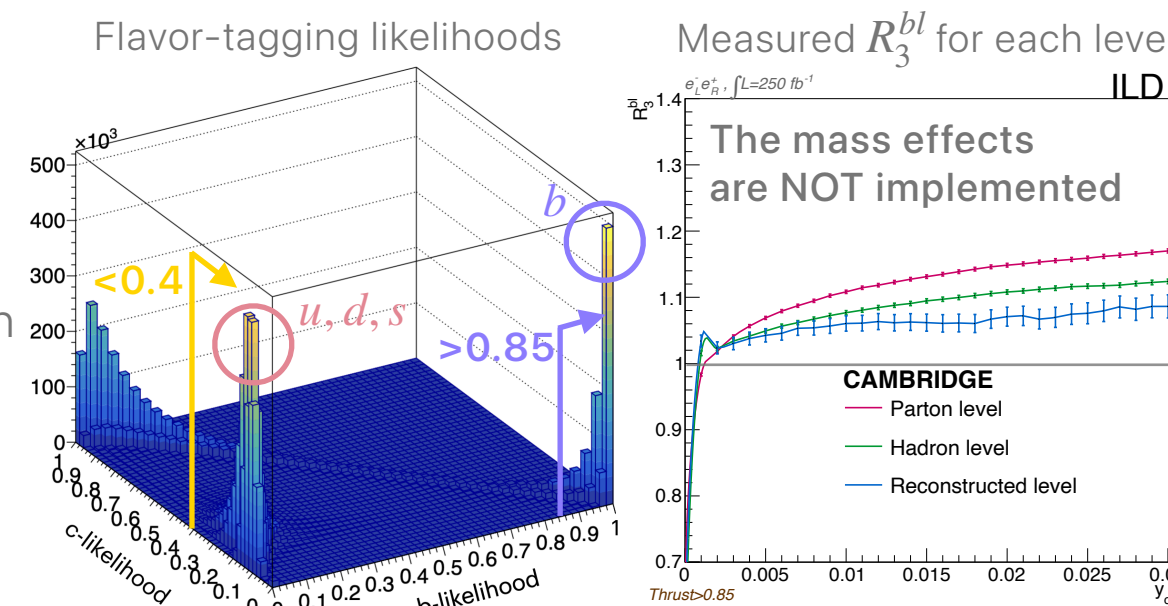 Flavor-tagging likelihoods
×10³
500
400
300
200
100
0
1
0.9
0.8
0.7
0.6
0.5
0.4
0.3
0.2
0.1
c-likelihood
0.1
0.2
0.3
0.4
0.5
0.6
0.7
0.8
0.9
1
b-likelihood
<0.4
u, d, s
>0.85
b
n
Measured R₃ᵇˡ for each leve
e⁻L e⁺R , ∫L=250 fb⁻¹
ILD
R₃ᵇˡ
1.4
The mass effects
are NOT implemented
1.3
1.2
1.1
1
0.9
0.8
0.7
CAMBRIDGE
Parton level
Hadron level
Reconstructed level
0
0.005
0.01
0.015
0.02
0.025
Thrust>0.85